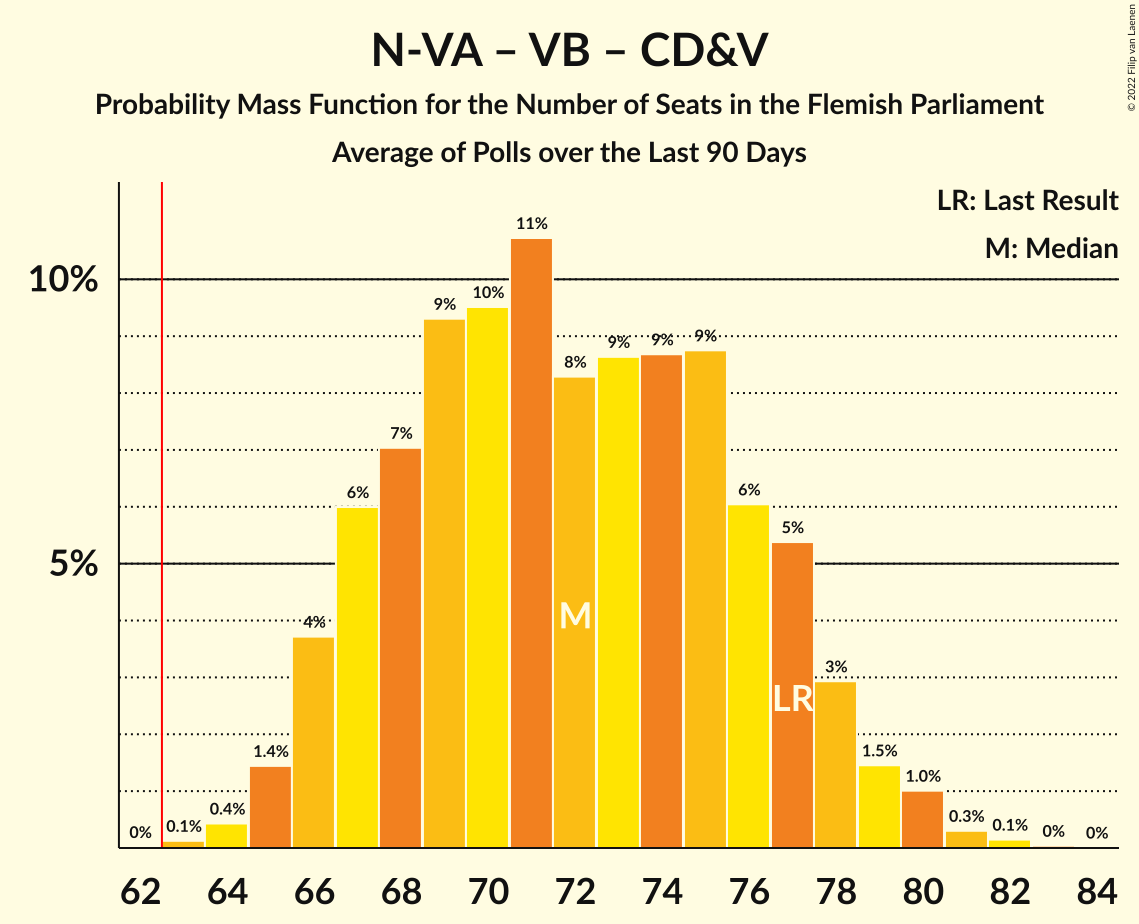 N-VA – VB – CD&V
Probability Mass Function for the Number of Seats in the Flemish Parliament
Average of Polls over the Last 90 Days
© 2022 Filip van Laenen
LR: Last Result
M: Median
10%
5%
0%
0.1%
0.4%
1.4%
4%
6%
7%
9%
10%
11%
8%
9%
9%
9%
6%
5%
3%
1.5%
1.0%
0.3%
0.1%
0%
0%
M
LR
62 64 66 68 70 72 74 76 78 80 82 84